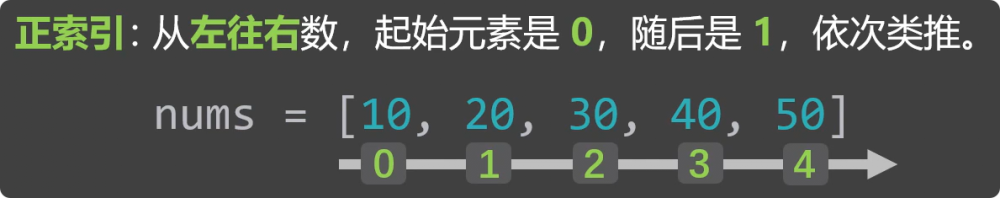 正索引：从左往右数，起始元素是 0，随后是 1，依次类推。
nums = [10, 20, 30, 40, 50]
0 1 2 3 4